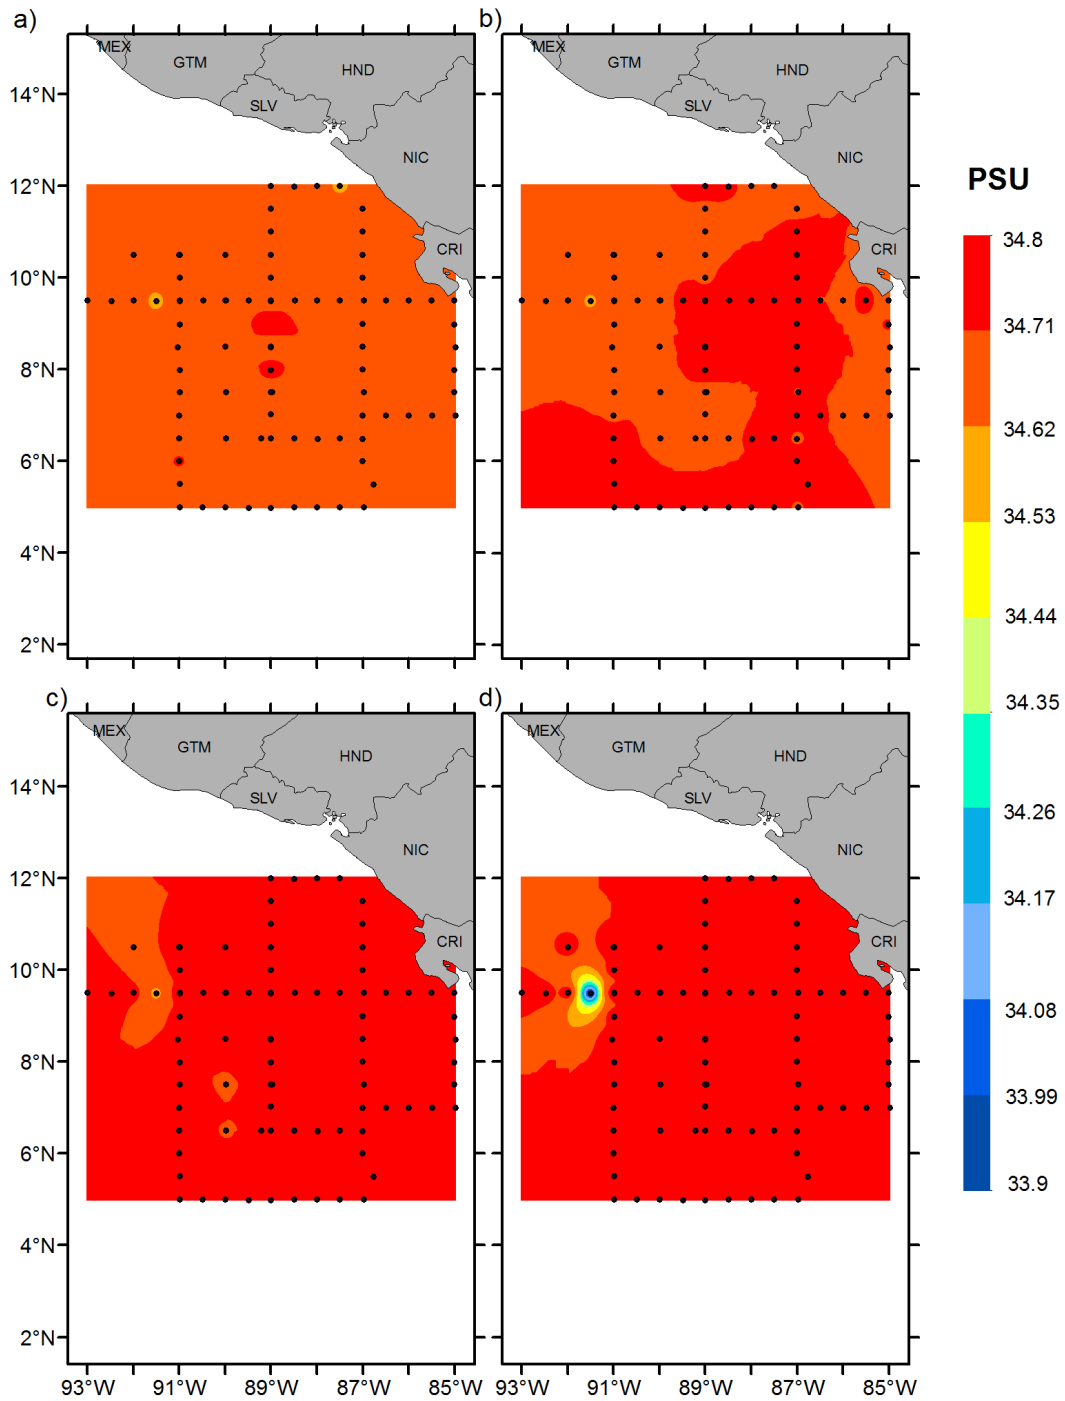 a)
b)
MEX
GTM
HND
SLV
NIC
CRI
MEX
GTM
HND
SLV
NIC
CRI
14°N
12°N
10°N
8°N
6°N
4°N
2°N
PSU
34.8
34.71
34.62
34.53
34.44
34.35
34.26
34.17
34.08
33.99
33.9
c)
d)
MEX
GTM
HND
SLV
NIC
CRI
MEX
GTM
HND
SLV
NIC
CRI
14°N
12°N
10°N
8°N
6°N
4°N
2°N
93°W 91°W 89°W 87°W 85°W
93°W 91°W 89°W 87°W 85°W